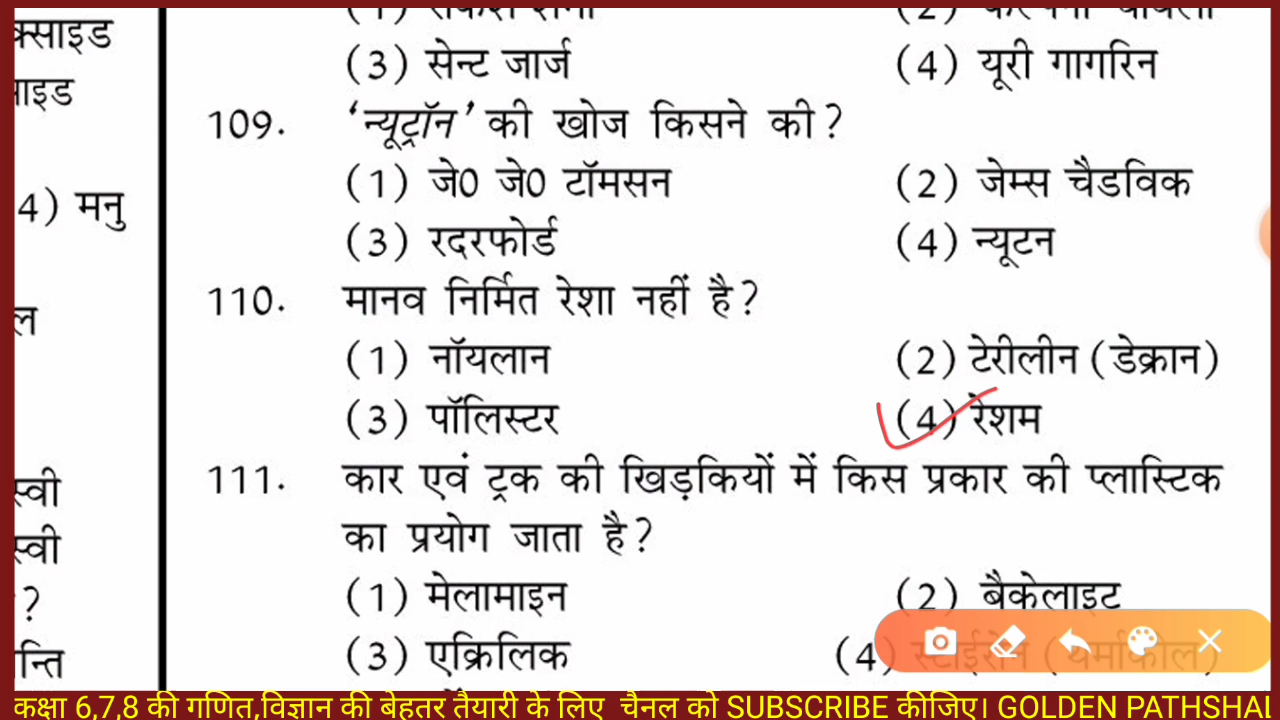 क्साइड
ाइड
4) मनु
ल
स्वी
स्वी
?
न्ति
(3) सेन्ट जार्ज (4) यूरी गागरिन
109. ‘न्यूट्रॉन’ की खोज किसने की?
(1) जे0 जे0 टॉमसन (2) जेम्स चैडविक
(3) रदरफोर्ड (4) न्यूटन
110. मानव निर्मित रेशा नहीं है?
(1) नॉयलान (2) टेरीलीन (डेक्रान)
(3) पॉलिस्टर (4) रेशम
111. कार एवं ट्रक की खिड़कियों में किस प्रकार की प्लास्टिक
का प्रयोग जाता है?
(1) मेलामाइन (2) बैकेलाइट
(3) एक्रिलिक (4) स्टाईरोन (थर्माकोल)
कक्षा 6,7,8 की गणित,विज्ञान की बेहतर तैयारी के लिए चैनल को SUBSCRIBE कीजिए। GOLDEN PATHSHAL